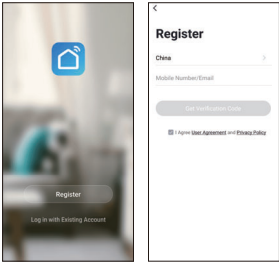 Register
Log in with Existing Account
Register
China
Mobile Number/Email
Get Verification Code
I Agree User Agreement and Privacy Policy